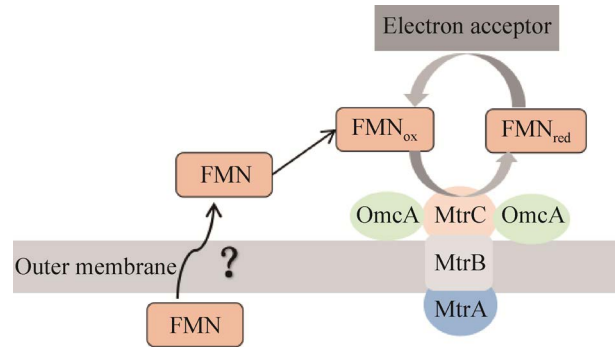 Electron acceptor
FMNox
FMNred
FMN
OmcA
MtrC
OmcA
Outer membrane
?
MtrB
MtrA
FMN